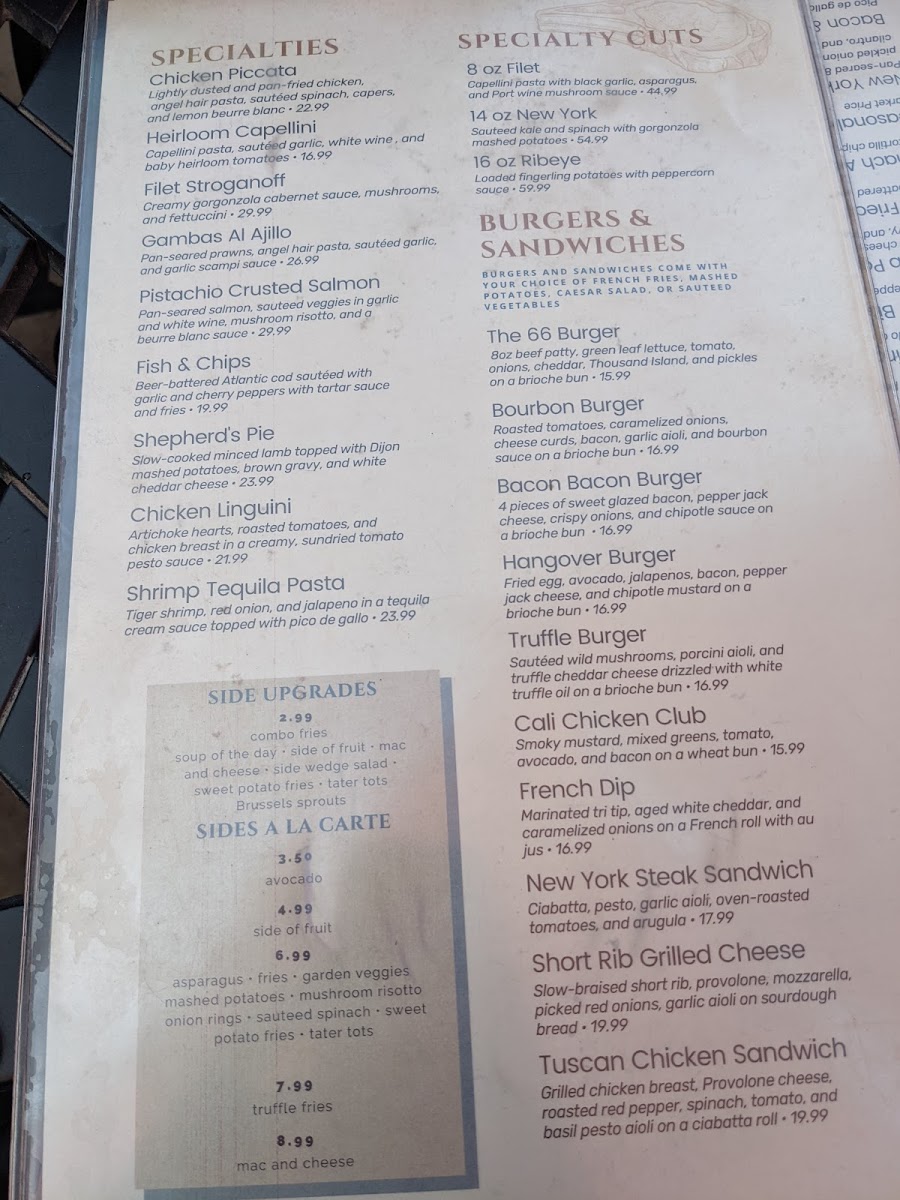 SPECIALTIES
Chicken Piccata
Lightly dusted and pan-fried chicken,
angel hair pasta, sautéed spinach, capers,
and lemon beurre blanc • 22.99
Heirloom Capellini
Capellini pasta, sautéed garlic, white wine , and
baby heirloom tomatoes • 16.99
Filet Stroganoff
Creamy gorgonzola cabernet sauce, mushrooms,
and fettuccini • 29.99
Gambas Al Ajillo
Pan-seared prawns, angel hair pasta, sautéed garlic,
and garlic scampi sauce • 26.99
Pistachio Crusted Salmon
Pan-seared salmon, sauteed veggies in garlic
and white wine, mushroom risotto, and a
beurre blanc sauce • 29.99
Fish & Chips
Beer-battered Atlantic cod sautéed with
garlic and cherry peppers with tartar sauce
and fries • 19.99
Shepherd's Pie
Slow-cooked minced lamb topped with Dijon
mashed potatoes, brown gravy, and white
cheddar cheese • 23.99
Chicken Linguini
Artichoke hearts, roasted tomatoes, and
chicken breast in a creamy, sundried tomato
pesto sauce • 21.99
Shrimp Tequila Pasta
Tiger shrimp, red onion, and jalapeno in a tequila
cream sauce topped with pico de gallo • 23.99
SIDE UPGRADES
2.99
combo fries
soup of the day • side of fruit • mac
and cheese • side wedge salad •
sweet potato fries • tater tots
Brussels sprouts
SIDES A LA CARTE
3.50
avocado
4.99
side of fruit
6.99
asparagus • fries • garden veggies
mashed potatoes • mushroom risotto
onion rings • sauteed spinach • sweet
potato fries • tater tots
7.99
truffle fries
8.99
mac and cheese
SPECIALTY CUTS
8 oz Filet
Capellini pasta with black garlic, asparagus,
and Port wine mushroom sauce • 44.99
14 oz New York
Sauteed kale and spinach with gorgonzola
mashed potatoes • 54.99
16 oz Ribeye
Loaded fingerling potatoes with peppercorn
sauce • 59.99
BURGERS &
SANDWICHES
BURGERS AND SANDWICHES COME WITH
YOUR CHOICE OF FRENCH FRIES, MASHED
POTATOES, CAESAR SALAD, OR SAUTEED
VEGETABLES
The 66 Burger
8oz beef patty, green leaf lettuce, tomato,
onions, cheddar, Thousand Island, and pickles
on a brioche bun • 15.99
Bourbon Burger
Roasted tomatoes, caramelized onions,
cheese curds, bacon, garlic aioli, and bourbon
sauce on a brioche bun • 16.99
Bacon Bacon Burger
4 pieces of sweet glazed bacon, pepper jack
cheese, crispy onions, and chipotle sauce on
a brioche bun • 16.99
Hangover Burger
Fried egg, avocado, jalapenos, bacon, pepper
jack cheese, and chipotle mustard on a
brioche bun • 16.99
Truffle Burger
Sautéed wild mushrooms, porcini aioli, and
truffle cheddar cheese drizzled with white
truffle oil on a brioche bun • 16.99
Cali Chicken Club
Smoky mustard, mixed greens, tomato,
avocado, and bacon on a wheat bun • 15.99
French Dip
Marinated tri tip, aged white cheddar, and
caramelized onions on a French roll with au
jus • 16.99
New York Steak Sandwich
Ciabatta, pesto, garlic aioli, oven-roasted
tomatoes, and arugula • 17.99
Short Rib Grilled Cheese
Slow-braised short rib, provolone, mozzarella,
picked red onions, garlic aioli on sourdough
bread • 19.99
Tuscan Chicken Sandwich
Grilled chicken breast, Provolone cheese,
roasted red pepper, spinach, tomato, and
basil pesto aioli on a ciabatta roll • 19.99